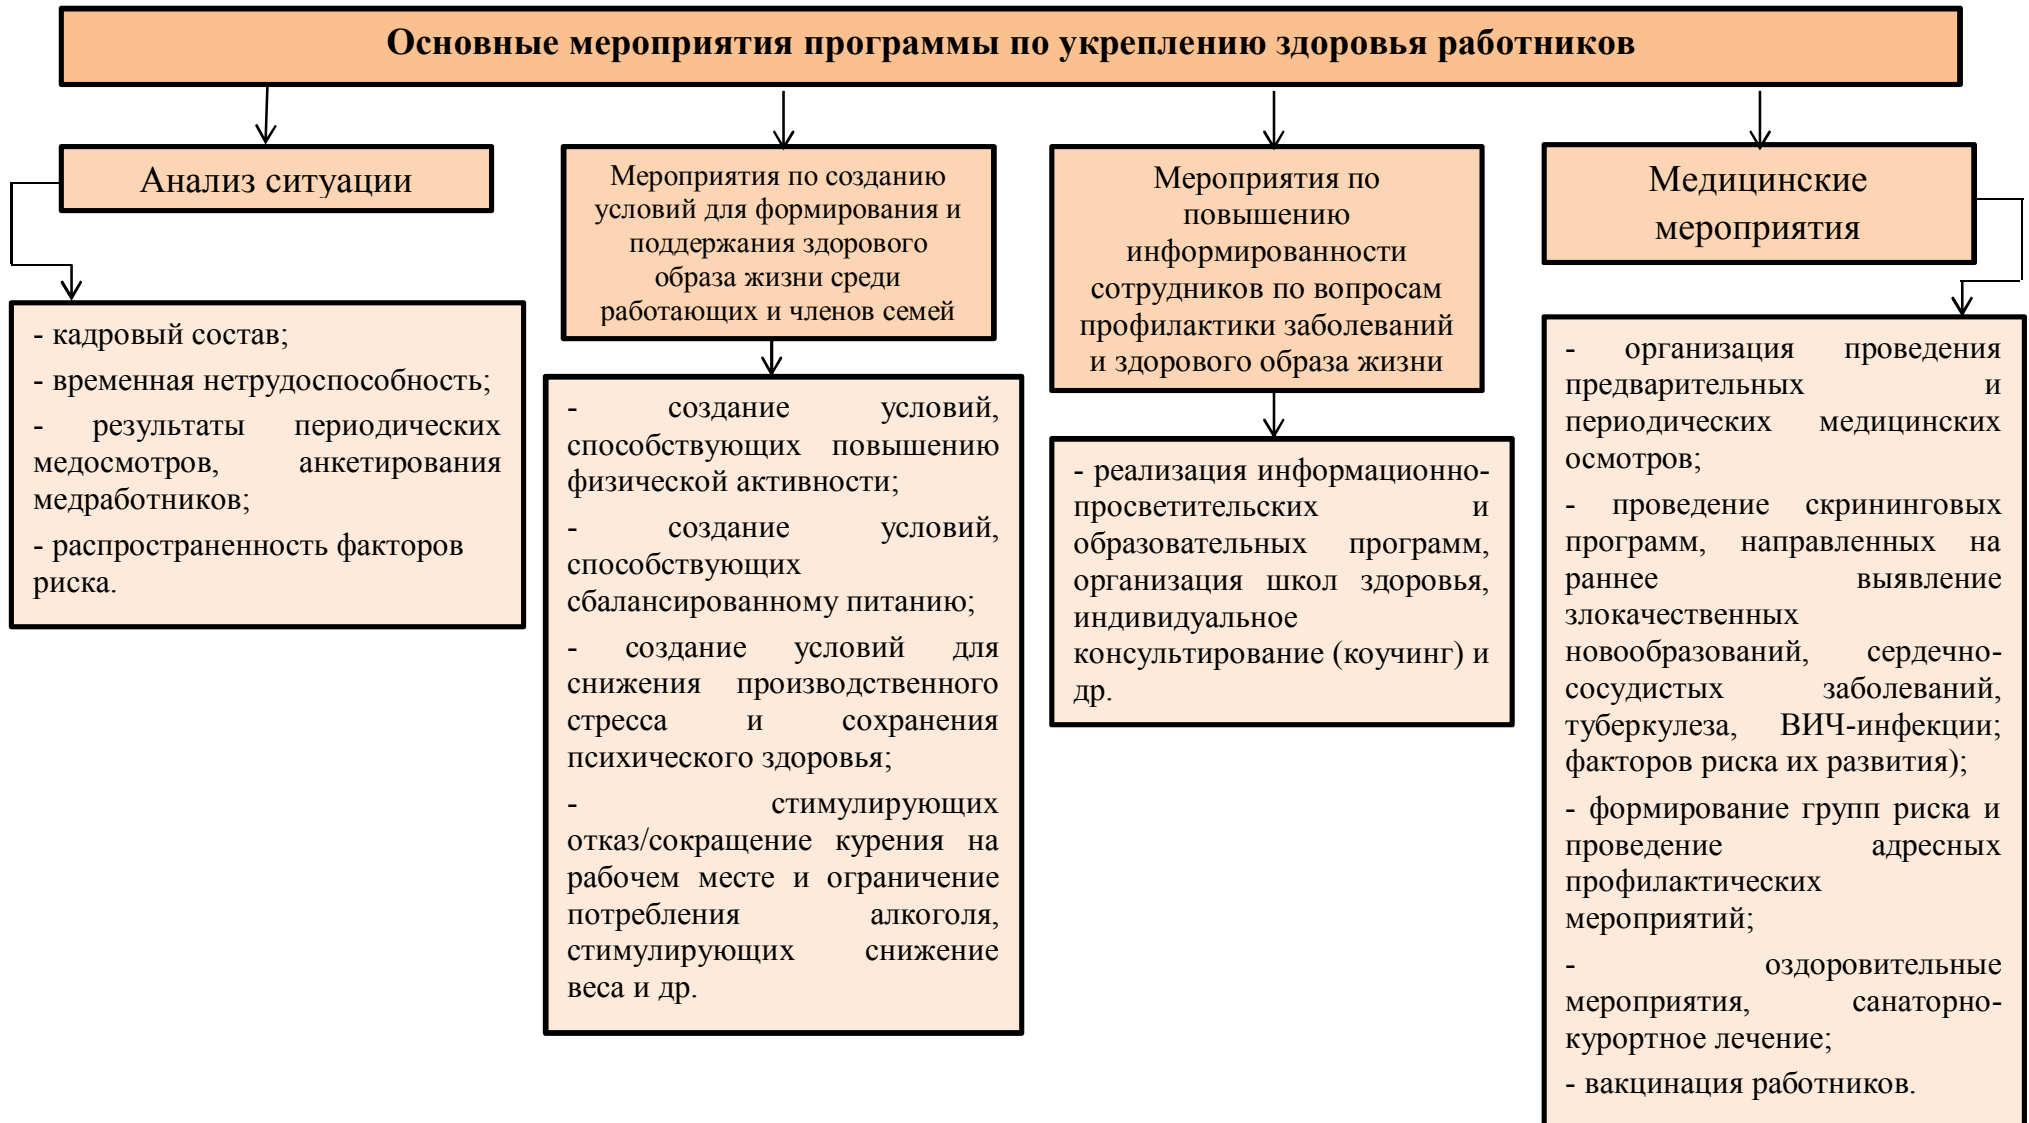 Основные мероприятия программы по укреплению здоровья работников
Анализ ситуации
- кадровый состав;
- временная нетрудоспособность;
- результаты периодических
медосмотров, анкетирования
медработников;
- распространенность факторов
риска.
Мероприятия по созданию
условий для формирования и
поддержания здорового
образа жизни среди
работающих и членов семей
- создание условий,
способствующих повышению
физической активности;
- создание условий,
способствующих
сбалансированному питанию;
- создание условий для
снижения производственного
стресса и сохранения
психического здоровья;
- стимулирующих
отказ/сокращение курения на
рабочем месте и ограничение
потребления алкоголя,
стимулирующих снижение
веса и др.
Мероприятия по
повышению
информированности
сотрудников по вопросам
профилактики заболеваний
и здорового образа жизни
- реализация информационно-
просветительских и
образовательных программ,
организация школ здоровья,
индивидуальное
консультирование (коучинг) и
др.
Медицинские
мероприятия
- организация проведения
предварительных и
периодических медицинских
осмотров;
- проведение скрининговых
программ, направленных на
раннее выявление
злокачественных
новообразований, сердечно-
сосудистых заболеваний,
туберкулеза, ВИЧ-инфекции;
факторов риска их развития);
- формирование групп риска и
проведение адресных
профилактических
мероприятий;
- оздоровительные
мероприятия, санаторно-
курортное лечение;
- вакцинация работников.